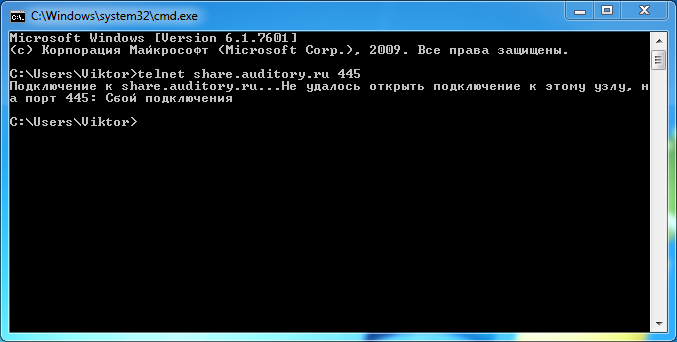 C:\Windows\system32\cmd.exe
Microsoft Windows [Version 6.1.7601]
(c) Корпорация Майкрософт (Microsoft Corp.), 2009. Все права защищены.
C:\Users\Viktor>telnet share.auditory.ru 445
Подключение к share.auditory.ru...Не удалось открыть подключение к этому узлу, н
а порт 445: Сбой подключения
C:\Users\Viktor>